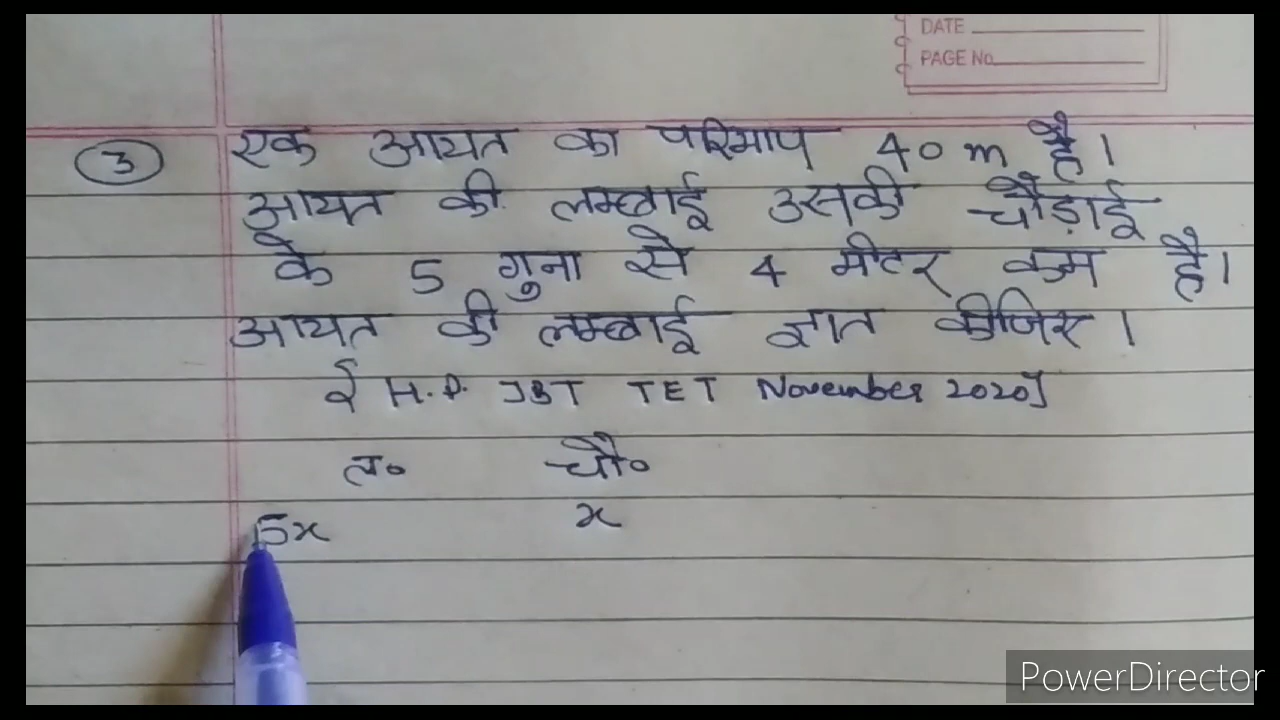 DATE
PAGE No.
3 एक आयत का परिमाप 40 m है।
आयत की लम्बाई उसकी चौड़ाई
के 5 गुना से 4 मीटर कम है।
आयत की लम्बाई ज्ञात कीजिए।
[ H.P. JBT TET November 2020]
ल० चौ०
5x x
PowerDirector